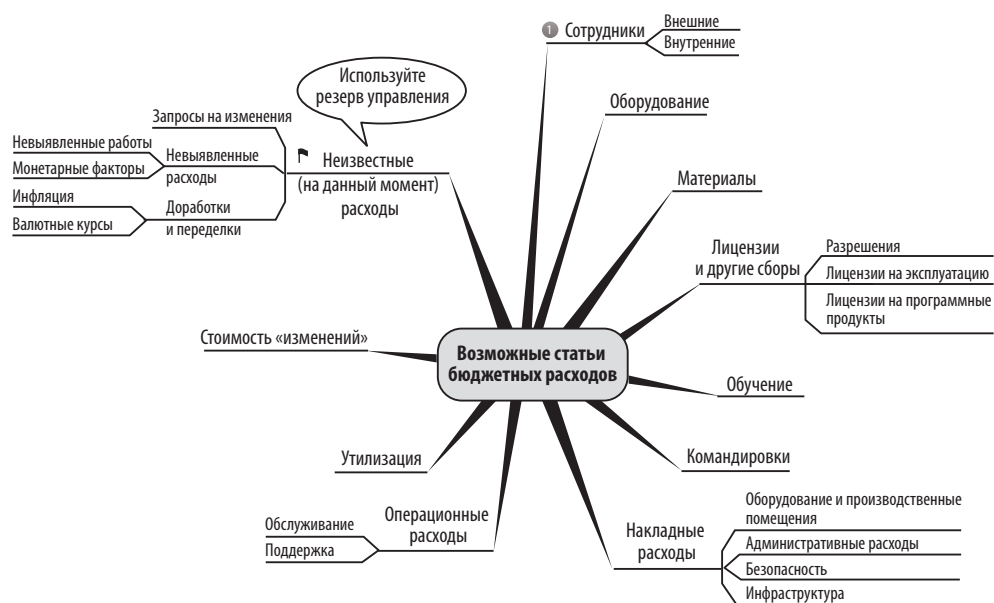 1 Сотрудники
Внешние
Внутренние
Оборудование
Материалы
Лицензии
и другие сборы
Разрешения
Лицензии на эксплуатацию
Лицензии на программные
продукты
Обучение
Командировки
Накладные
расходы
Оборудование и производственные
помещения
Административные расходы
Безопасность
Инфраструктура
Операционные
расходы
Обслуживание
Поддержка
Утилизация
Стоимость «изменений»
Используйте
резерв управления
Неизвестные
(на данный момент)
расходы
Запросы на изменения
Невыявленные
расходы
Невыявленные работы
Монетарные факторы
Доработки
и переделки
Инфляция
Валютные курсы
Возможные статьи
бюджетных расходов